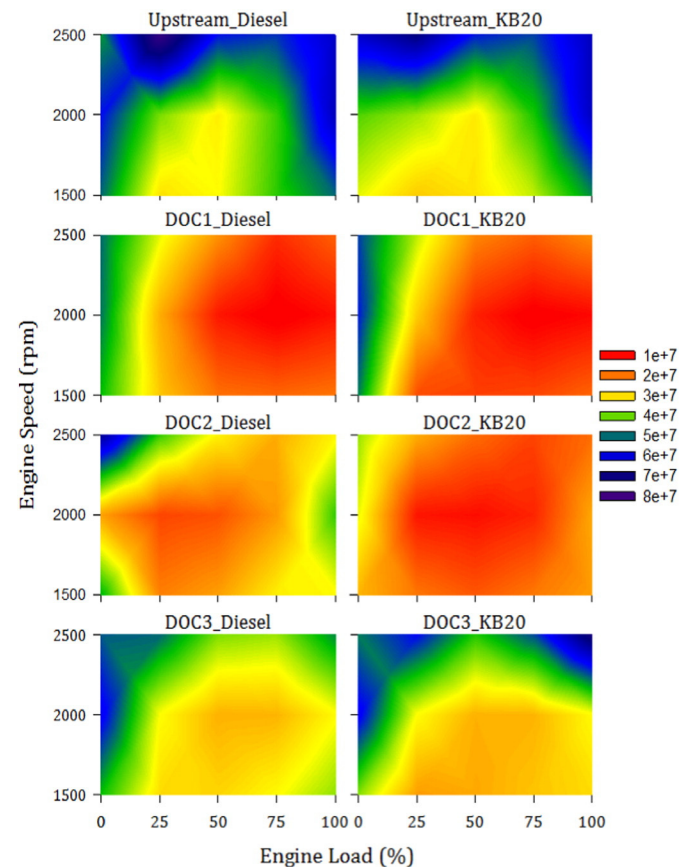 Upstream_Diesel Upstream_KB20
2500
2000
1500
DOC1_Diesel DOC1_KB20
2500
2000
1500
DOC2_Diesel DOC2_KB20
2500
2000
1500
DOC3_Diesel DOC3_KB20
2500
2000
1500
0 25 50 75 100 0 25 50 75 100
Engine Speed (rpm)
Engine Load (%)
1e+7
2e+7
3e+7
4e+7
5e+7
6e+7
7e+7
8e+7